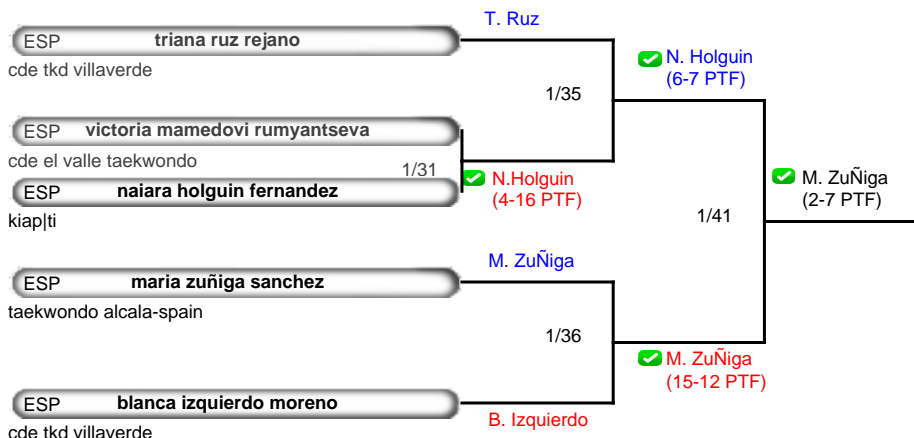 T. Ruz
ESP triana ruz rejano
cde tkd villaverde
1/35
N. Holguin
(6-7 PTF)
ESP victoria mamedovi rumyantseva
cde el valle taekwondo
1/31
ESP naiara holguin fernandez
kiap|ti
N.Holguin
(4-16 PTF)
1/41
M. ZuÑiga
(2-7 PTF)
M. ZuÑiga
ESP maria zuñiga sanchez
taekwondo alcala-spain
1/36
M. ZuÑiga
(15-12 PTF)
ESP blanca izquierdo moreno
cde tkd villaverde
B. Izquierdo